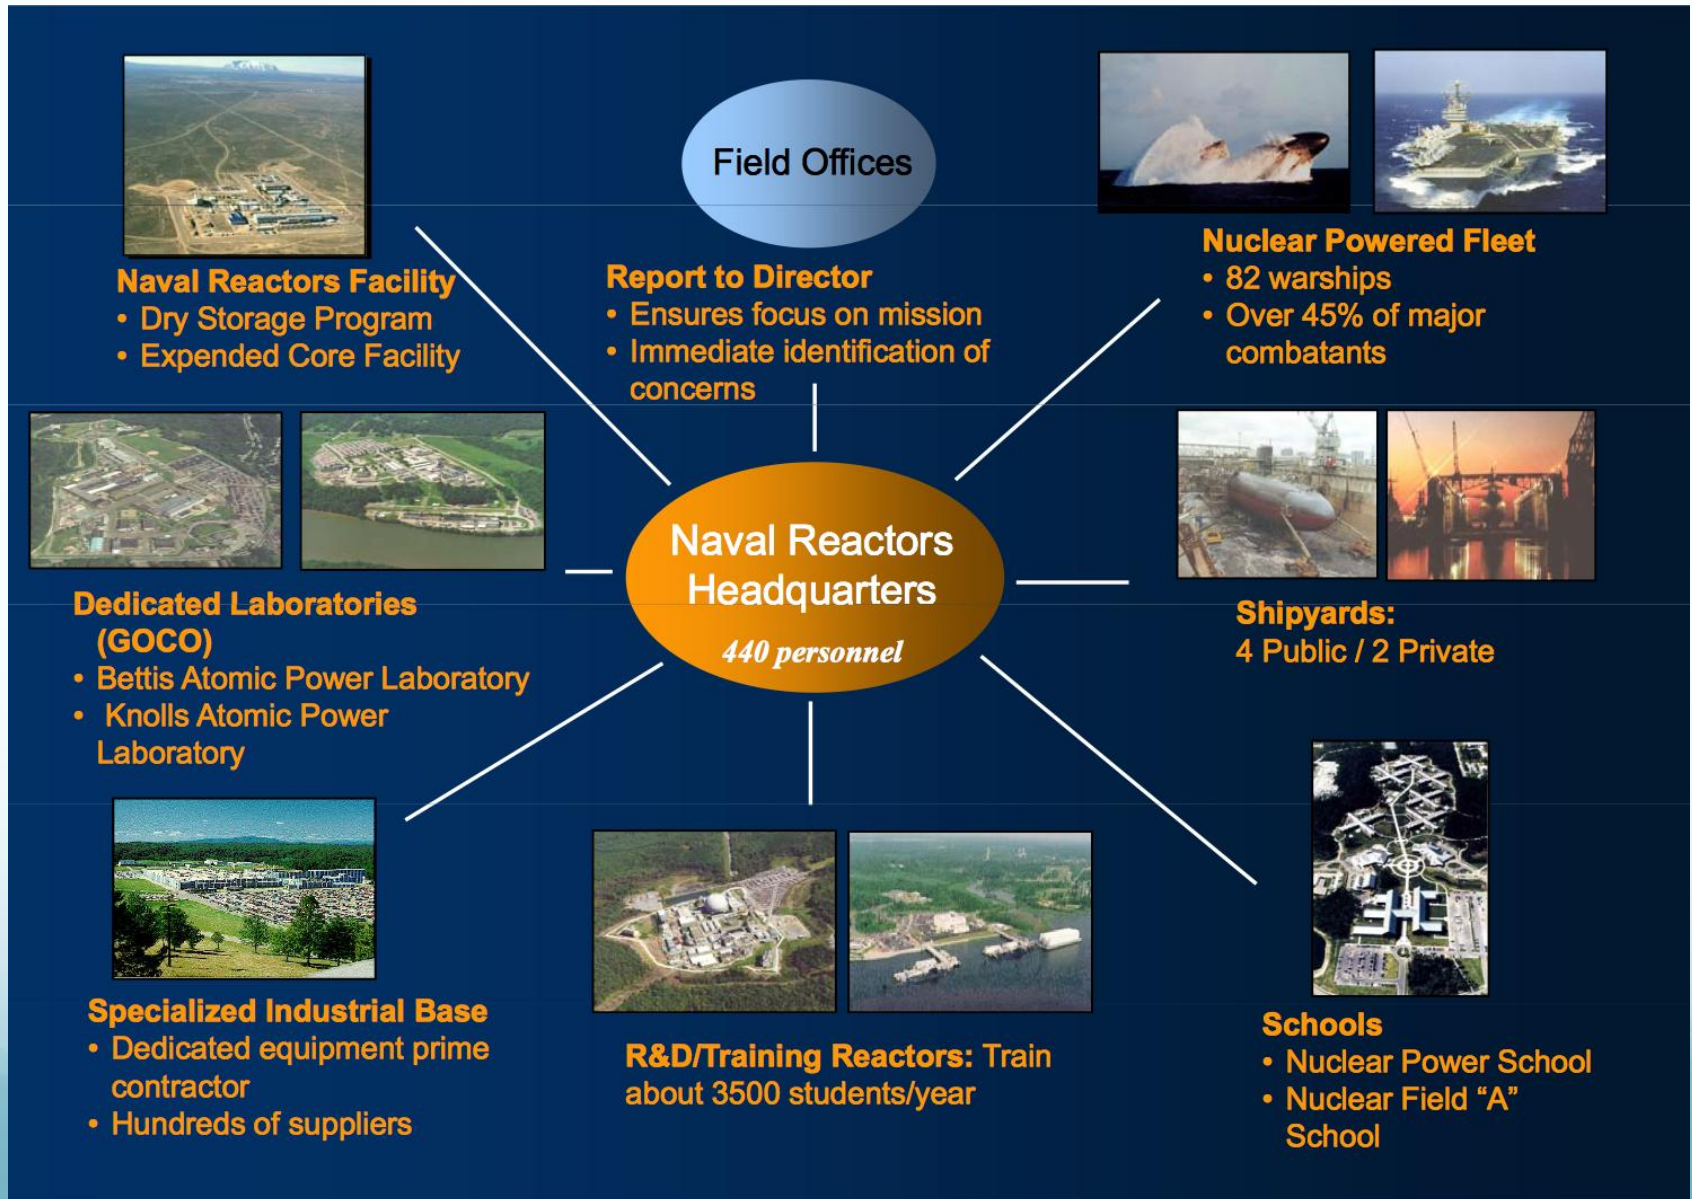 Field Offices
Naval Reactors Facility
• Dry Storage Program
• Expended Core Facility
Report to Director
• Ensures focus on mission
• Immediate identification of
concerns
Nuclear Powered Fleet
• 82 warships
• Over 45% of major
combatants
Dedicated Laboratories
(GOCO)
• Bettis Atomic Power Laboratory
• Knolls Atomic Power
Laboratory
Naval Reactors
Headquarters
440 personnel
Shipyards:
4 Public / 2 Private
Specialized Industrial Base
• Dedicated equipment prime
contractor
• Hundreds of suppliers
R&D/Training Reactors: Train
about 3500 students/year
Schools
• Nuclear Power School
• Nuclear Field “A”
School